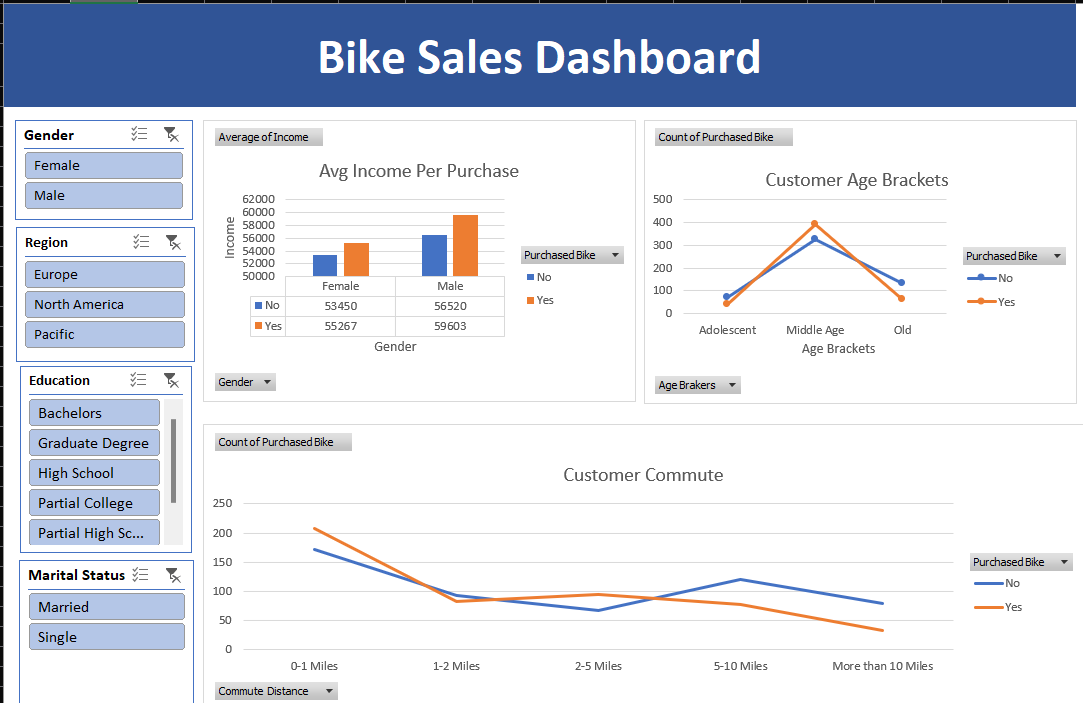 Bike Sales Dashboard
Gender
Female
Male
Region
Europe
North America
Pacific
Education
Bachelors
Graduate Degree
High School
Partial College
Partial High Sc...
Marital Status
Married
Single
Average of Income
Avg Income Per Purchase
62000
60000
58000
56000
54000
52000
50000
Income
Female Male
No 53450 56520
Yes 55267 59603
Gender
Purchased Bike
No
Yes
Gender
Count of Purchased Bike
Customer Age Brackets
500
400
300
200
100
0
Adolescent Middle Age Old
Age Brackets
Purchased Bike
No
Yes
Age Brakers
Count of Purchased Bike
Customer Commute
250
200
150
100
50
0
0-1 Miles 1-2 Miles 2-5 Miles 5-10 Miles More than 10 Miles
Purchased Bike
No
Yes
Commute Distance